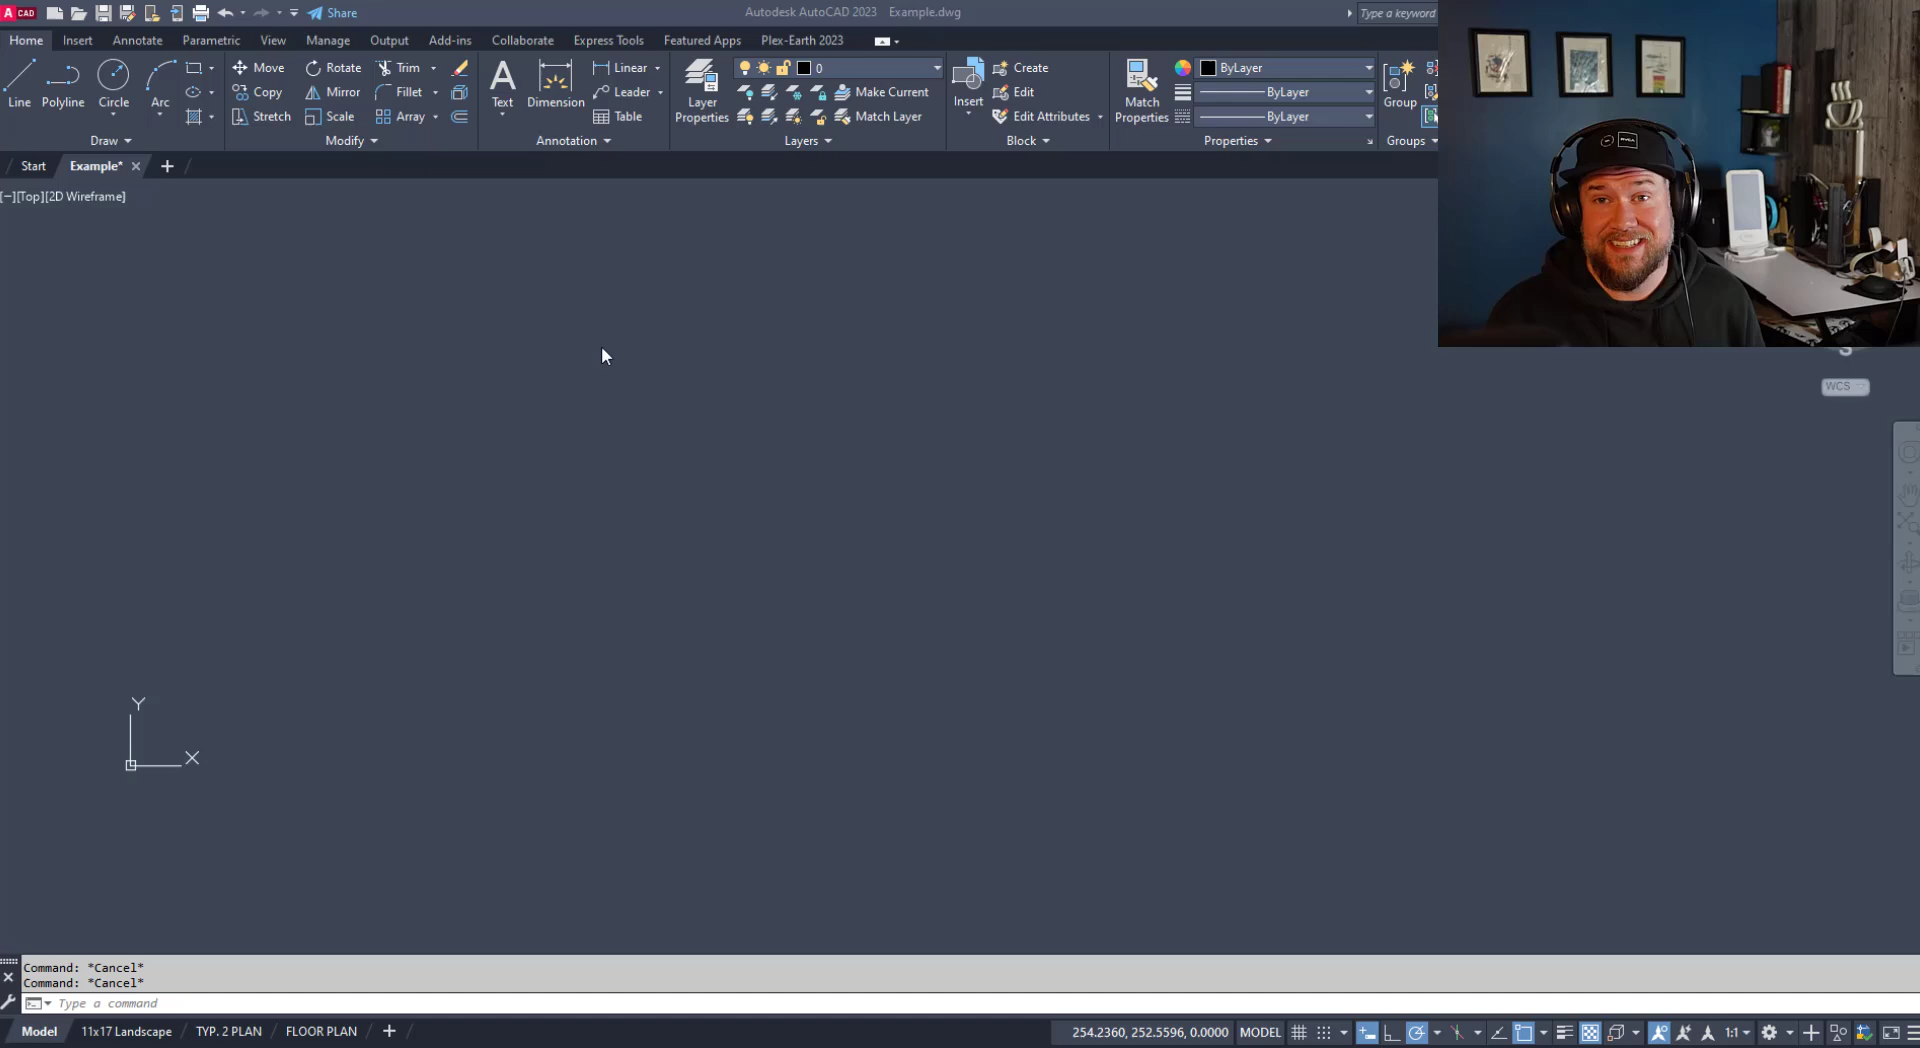 A CAD Share Autodesk AutoCAD 2023 Example.dwg Type a keyword
Home Insert Annotate Parametric View Manage Output Add-ins Collaborate Express Tools Featured Apps Plex-Earth 2023
Line Polyline Circle Arc
Draw
Move Rotate Trim
Copy Mirror Fillet
Stretch Scale Array
Modify
Text Dimension
Linear
Leader
Table
Annotation
Layer Properties
0
Make Current
Match Layer
Layers
Insert
Create
Edit
Edit Attributes
Block
Match Properties
ByLayer
ByLayer
ByLayer
Properties
Group
Groups
Start Example*
[−][Top][2D Wireframe]
WCS
Y
X
Command: *Cancel*
Command: *Cancel*
Type a command
Model 11x17 Landscape TYP. 2 PLAN FLOOR PLAN
254.2360, 252.5596, 0.0000 MODEL 1:1